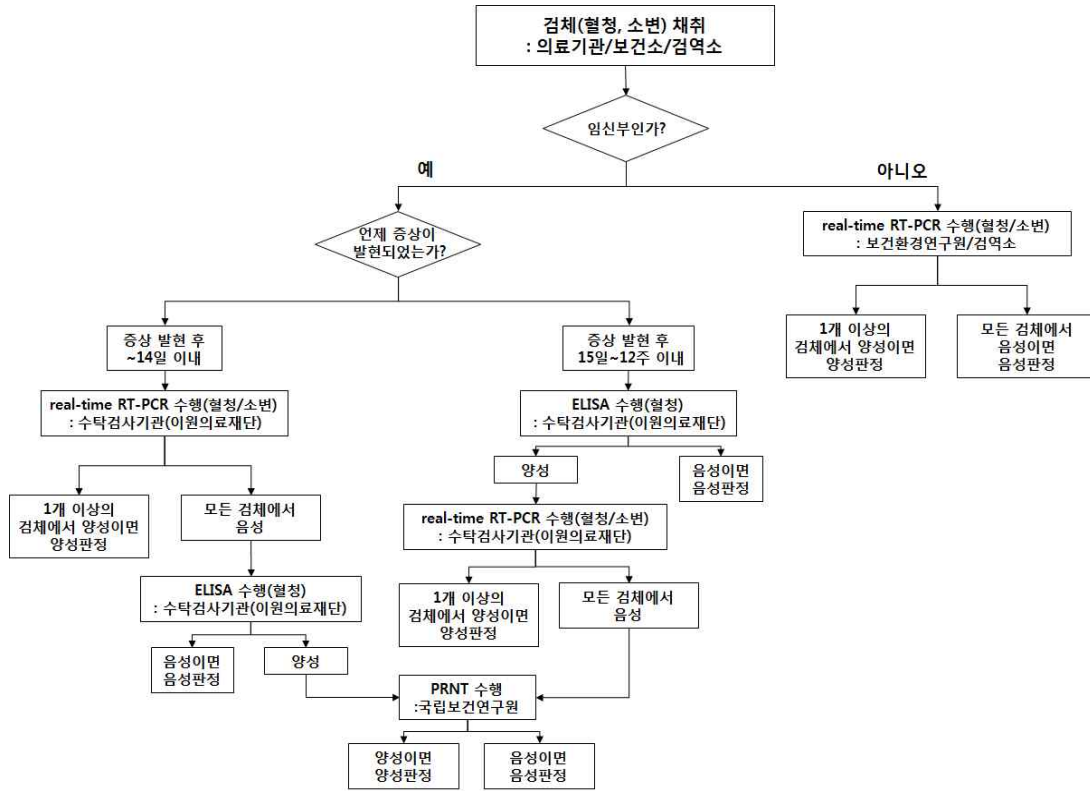 검체(혈청, 소변) 채취
: 의료기관/보건소/검역소
임신부인가?
예
아니오
언제 증상이
발현되었는가?
real-time RT-PCR 수행(혈청/소변)
: 보건환경연구원/검역소
1개 이상의
검체에서 양성이면
양성판정
모든 검체에서
음성이면
음성판정
증상 발현 후
~14일 이내
증상 발현 후
15일~12주 이내
real-time RT-PCR 수행(혈청/소변)
: 수탁검사기관(이원의료재단)
ELISA 수행(혈청)
: 수탁검사기관(이원의료재단)
양성
음성이면
음성판정
1개 이상의
검체에서 양성이면
양성판정
모든 검체에서
음성
real-time RT-PCR 수행(혈청/소변)
: 수탁검사기관(이원의료재단)
ELISA 수행(혈청)
: 수탁검사기관(이원의료재단)
1개 이상의
검체에서 양성이면
양성판정
모든 검체에서
음성
음성이면
음성판정
양성
PRNT 수행
:국립보건연구원
양성이면
양성판정
음성이면
음성판정